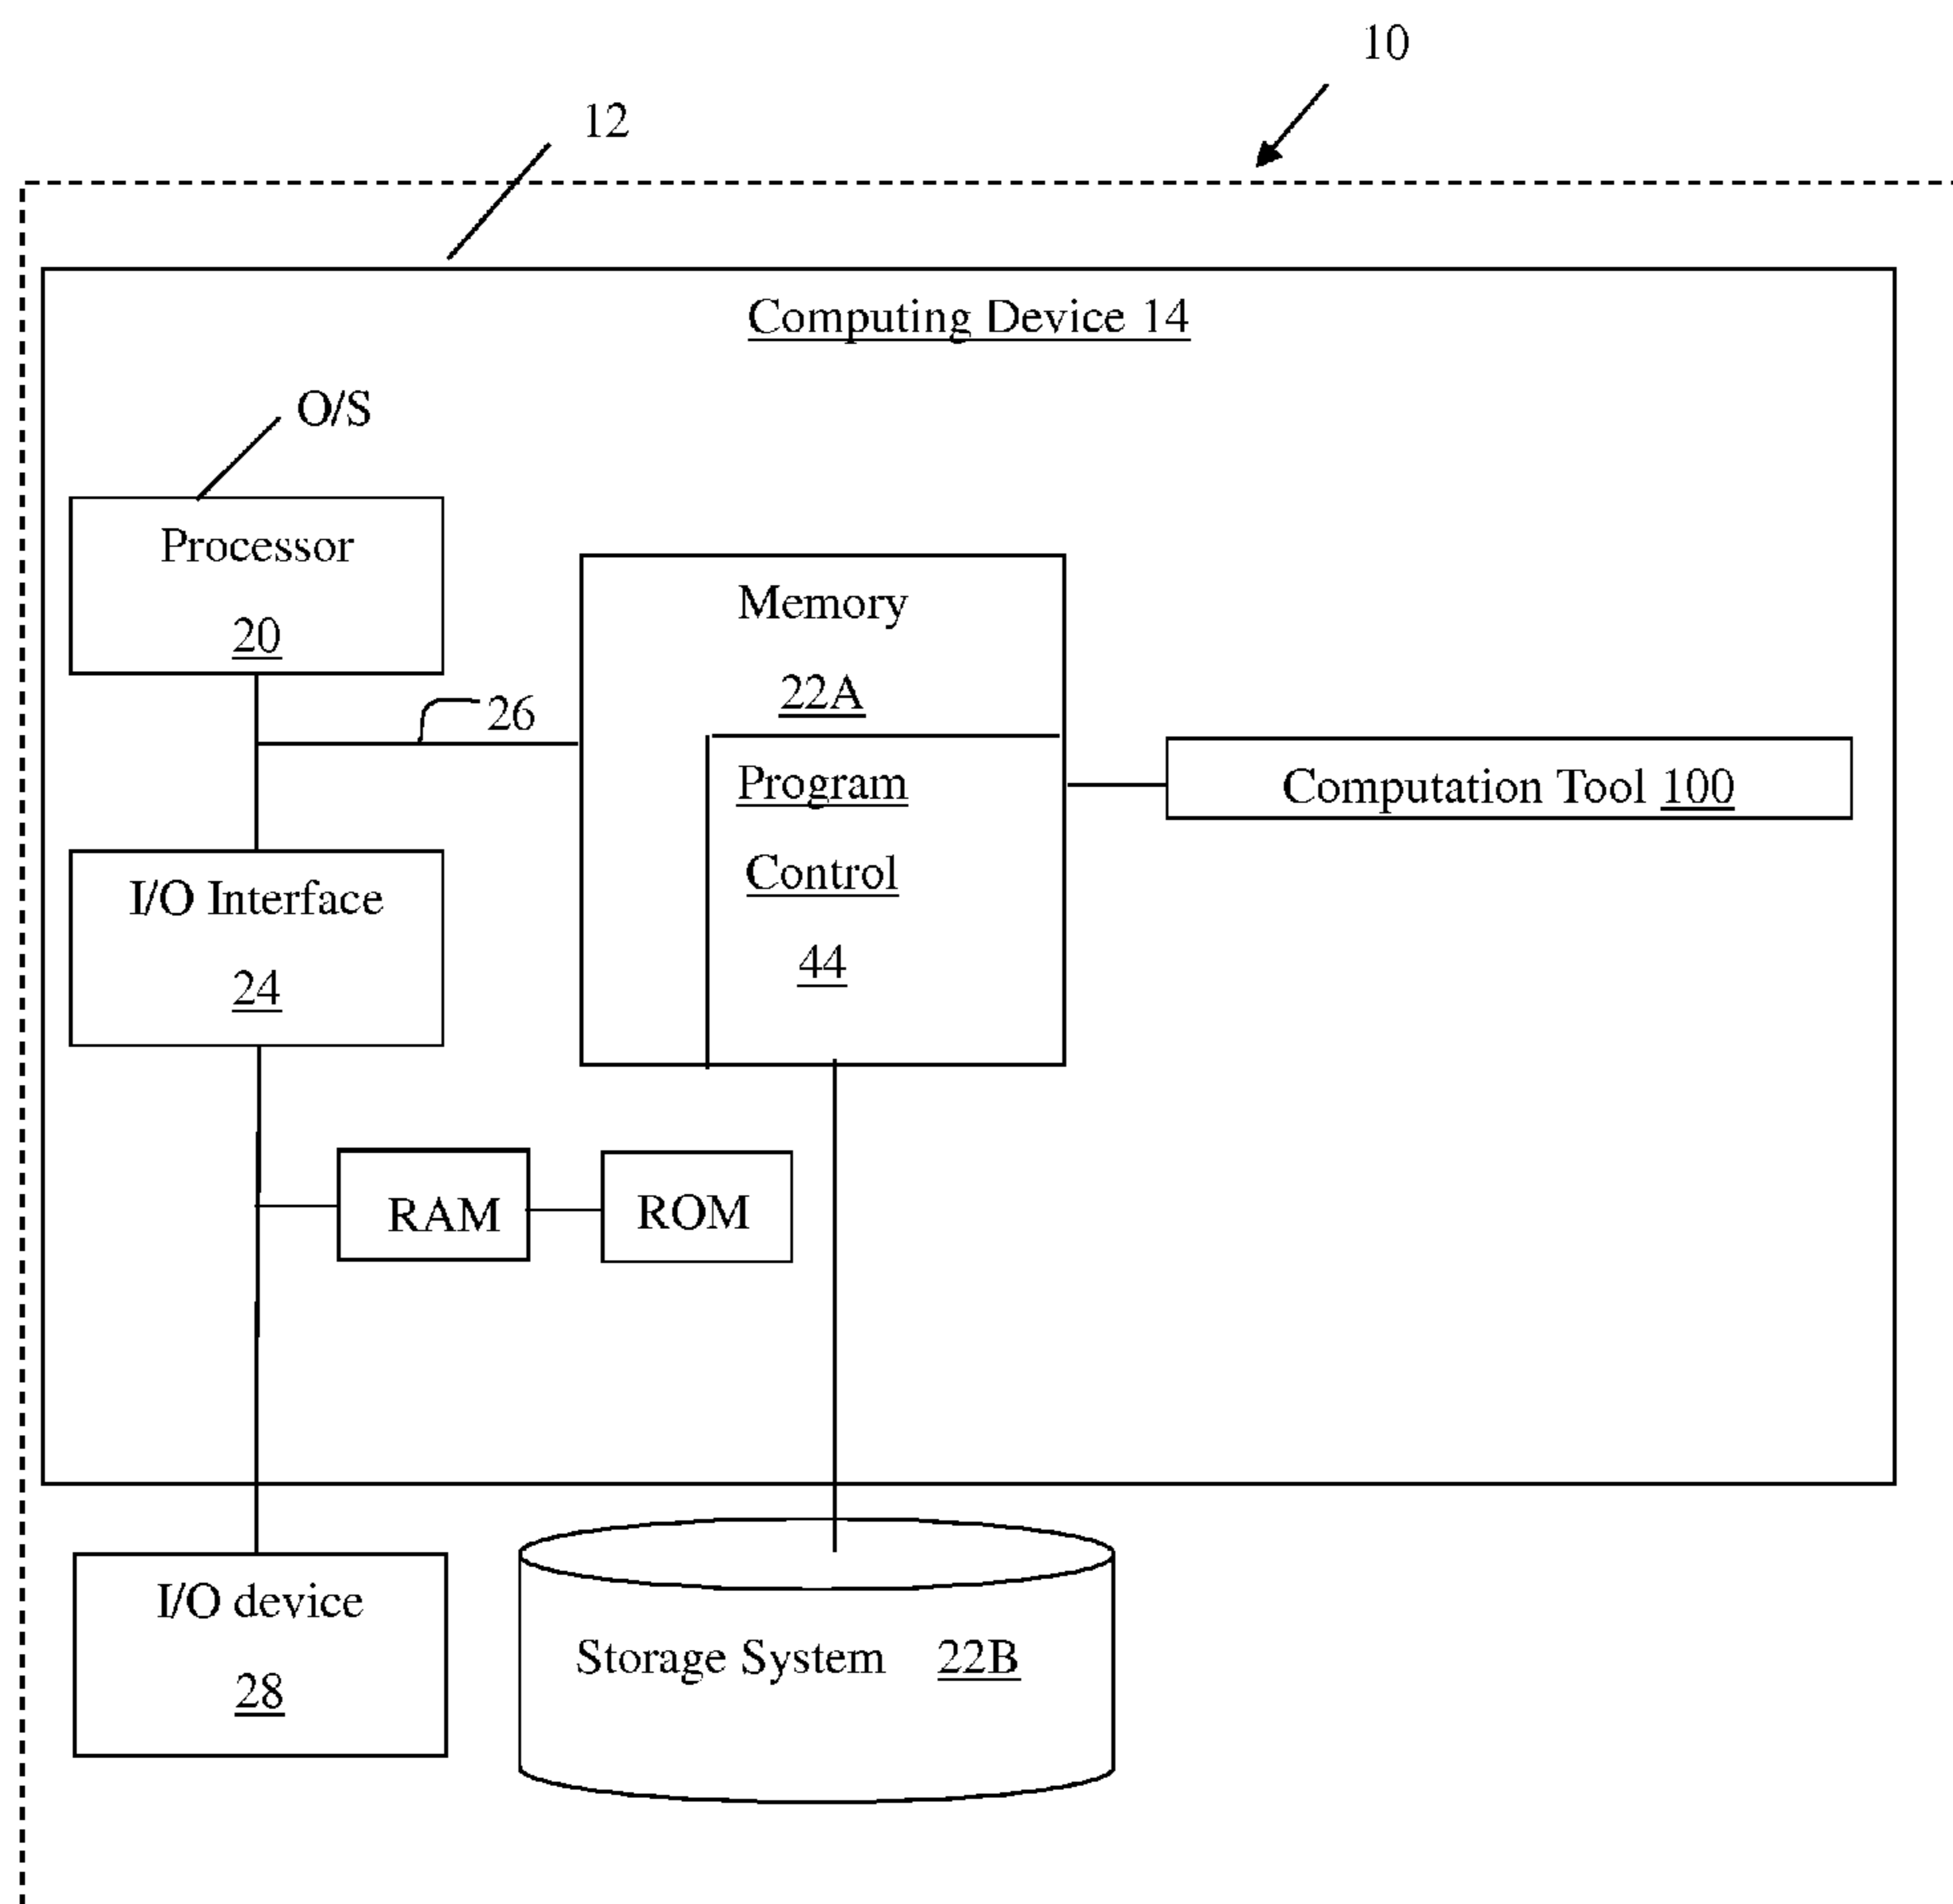 10
12
Computing Device 14
O/S
Processor
20
26
Memory
22A
Program
Control
44
Computation Tool 100
I/O Interface
24
RAM
ROM
I/O device
28
Storage System 22B